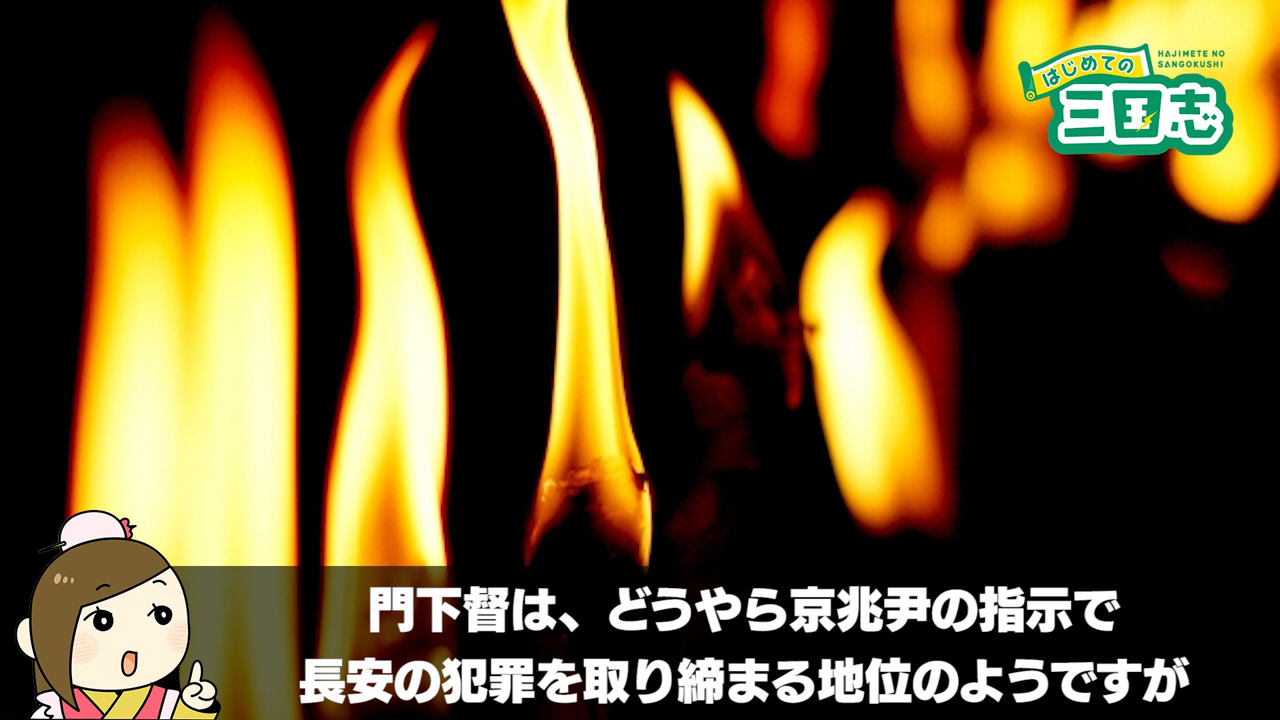 はじめての
HAJIMETE NO
SANGOKUSHI
三国志
門下督は、どうやら京兆尹の指示で
長安の犯罪を取り締まる地位のようですが